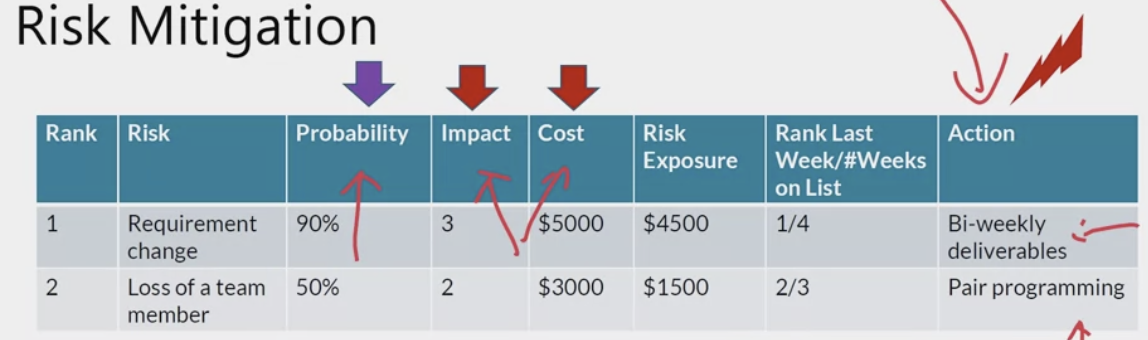 Risk Mitigation
Rank Risk Probability Impact Cost Risk Exposure Rank Last Week/#Weeks on List Action
1 Requirement change 90% 3 $5000 $4500 1/4 Bi-weekly deliverables
2 Loss of a team member 50% 2 $3000 $1500 2/3 Pair programming